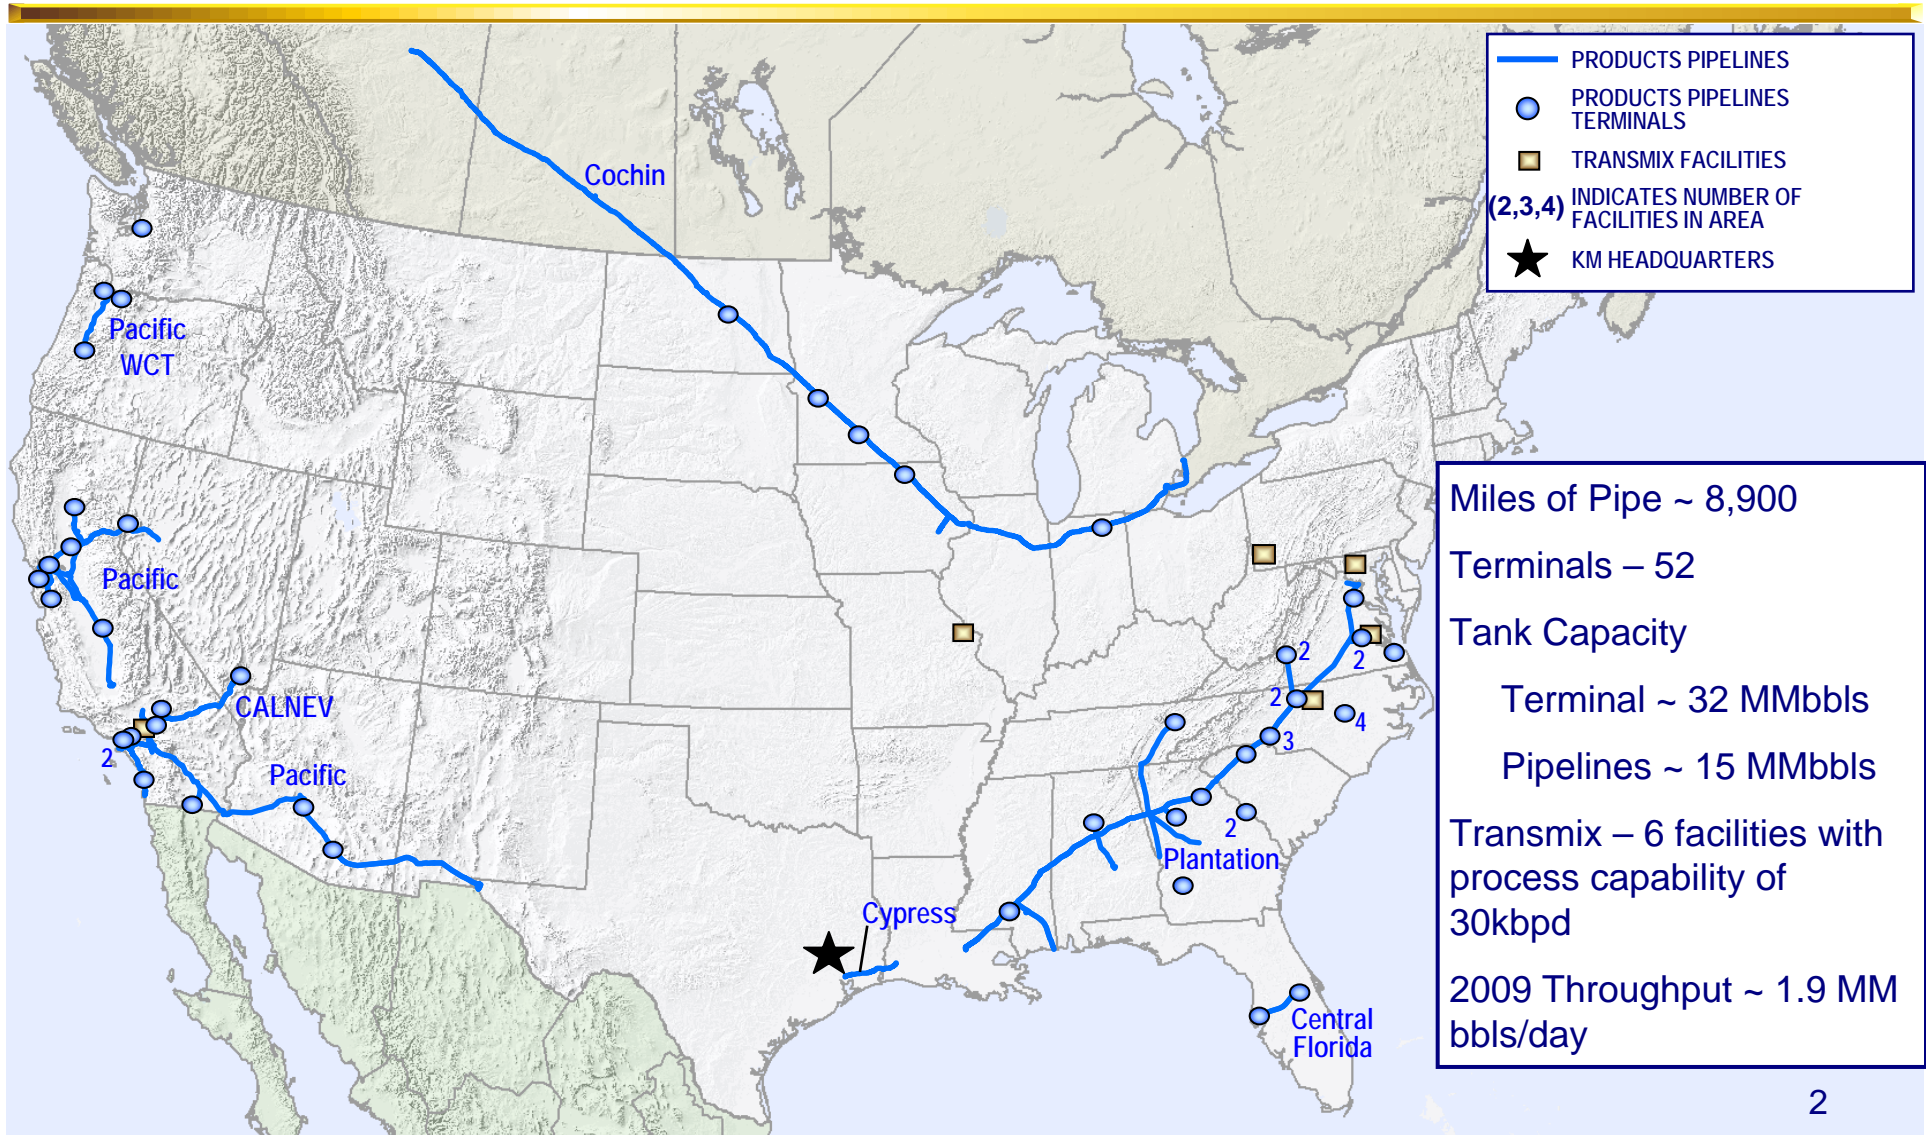 PRODUCTS PIPELINES
PRODUCTS PIPELINES
TERMINALS
TRANSMIX FACILITIES
(2,3,4) INDICATES NUMBER OF
FACILITIES IN AREA
KM HEADQUARTERS
Cochin
Pacific
WCT
Pacific
CALNEV
2
Pacific
2
2
2
4
3
2
Plantation
Cypress
Central
Florida
Miles of Pipe ~ 8,900
Terminals – 52
Tank Capacity
Terminal ~ 32 MMbbls
Pipelines ~ 15 MMbbls
Transmix – 6 facilities with
process capability of
30kbpd
2009 Throughput ~ 1.9 MM
bbls/day
2